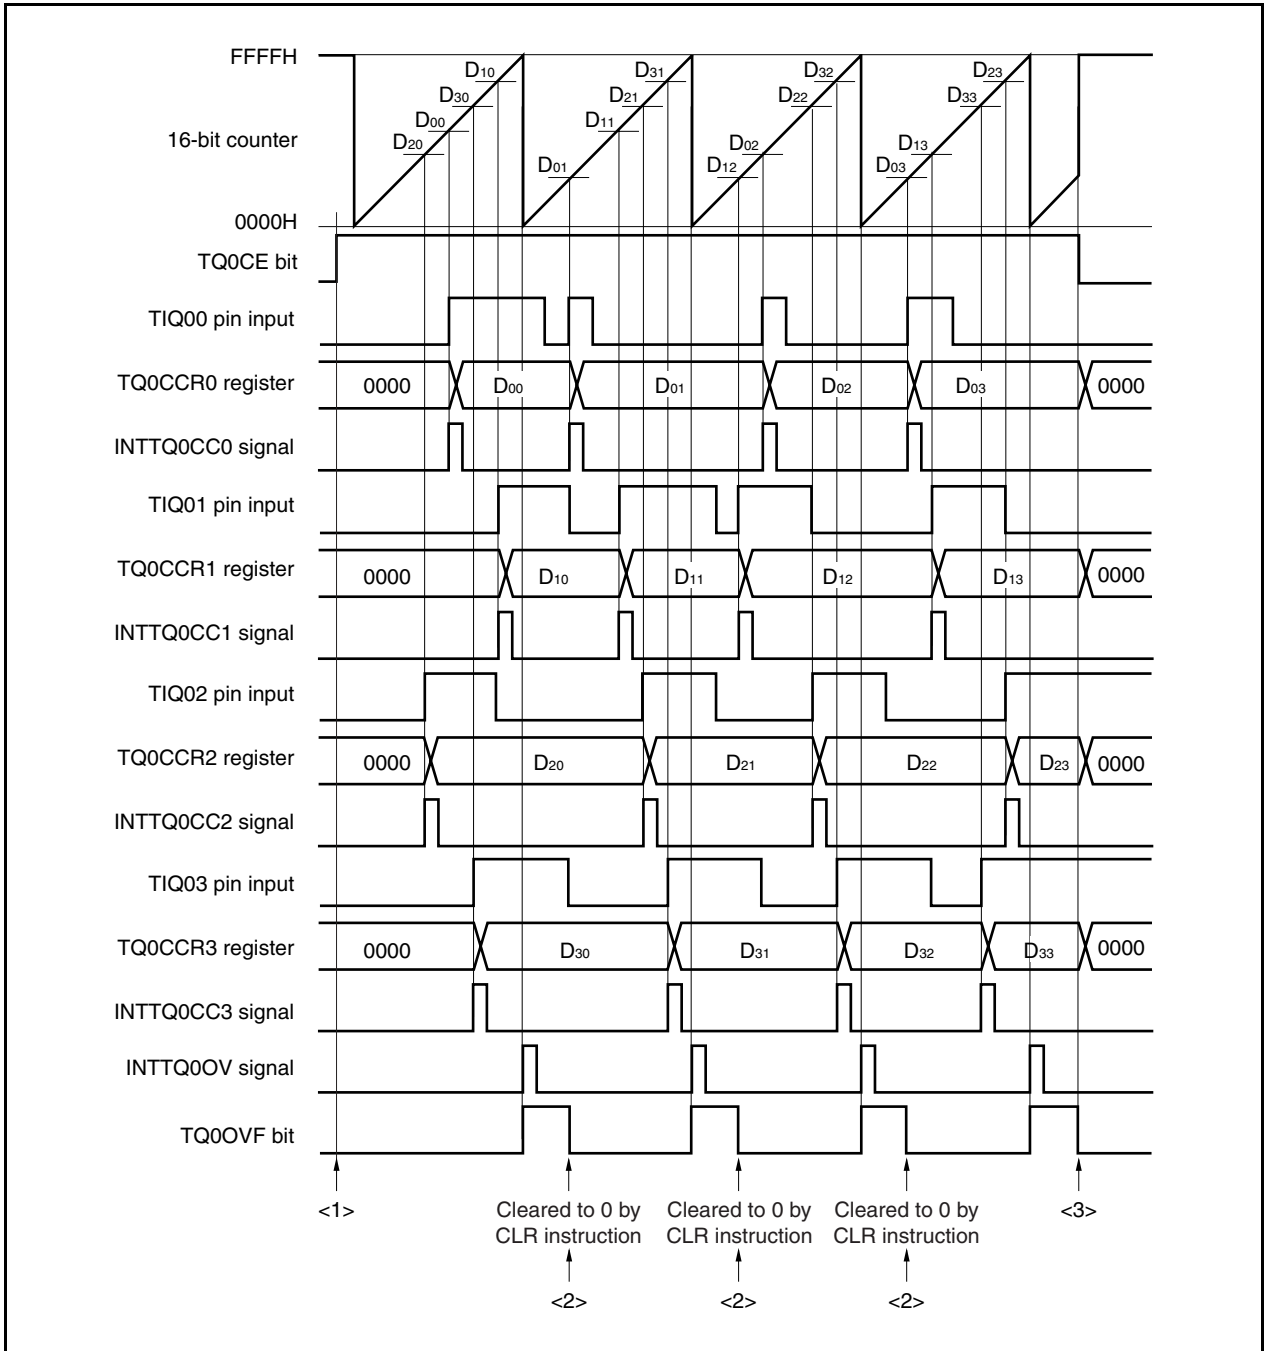 FFFFH
D10
D31
D32
D23
D30
D21
D22
D33
D00
D11
16-bit counter
D20
D02
D13
D01
D12
D03
0000H
TQ0CE bit
TIQ00 pin input
TQ0CCR0 register 0000 D00 D01 D02 D03 0000
INTTQ0CC0 signal
TIQ01 pin input
TQ0CCR1 register 0000 D10 D11 D12 D13 0000
INTTQ0CC1 signal
TIQ02 pin input
TQ0CCR2 register 0000 D20 D21 D22 D23 0000
INTTQ0CC2 signal
TIQ03 pin input
TQ0CCR3 register 0000 D30 D31 D32 D33 0000
INTTQ0CC3 signal
INTTQ0OV signal
TQ0OVF bit
<1>
Cleared to 0 by
CLR instruction
Cleared to 0 by
CLR instruction
Cleared to 0 by
CLR instruction
<3>
<2>
<2>
<2>